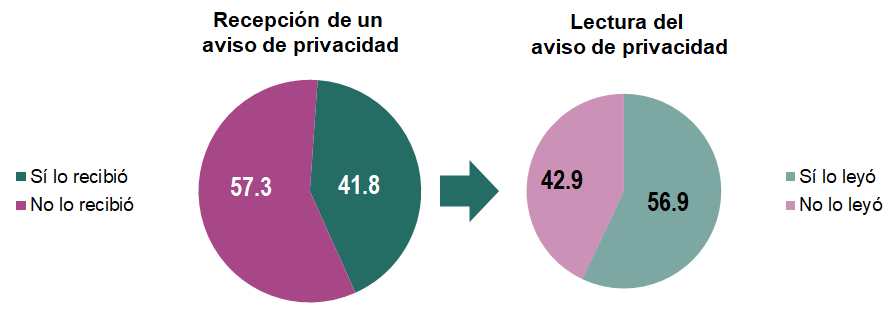 Recepción de un
aviso de privacidad
Sí lo recibió
No lo recibió
57.3
41.8
Lectura del
aviso de privacidad
42.9
56.9
Sí lo leyó
No lo leyó